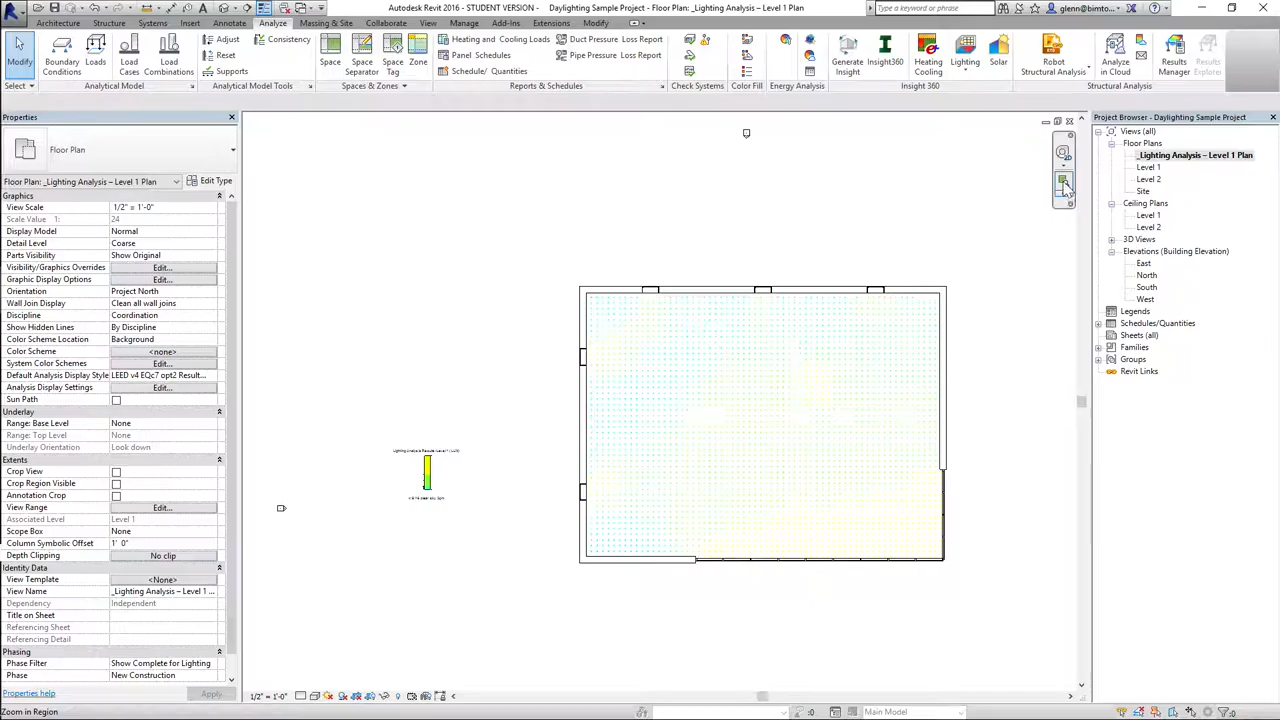 Autodesk Revit 2016 - STUDENT VERSION - Daylighting Sample Project - Floor Plan: _Lighting Analysis – Level 1 Plan
Type a keyword or phrase
glenn@bimto...
Architecture Structure Systems Insert Annotate Analyze Massing & Site Collaborate View Manage Add-Ins Extensions Modify
Modify
Boundary Conditions
Loads
Load Cases
Load Combinations
Adjust
Reset
Supports
Consistency
Space
Space Separator
Space Tag
Zone
Heating and Cooling Loads
Panel Schedules
Schedule/ Quantities
Duct Pressure Loss Report
Pipe Pressure Loss Report
Generate Insight
Insight360
Heating Cooling
Lighting
Solar
Robot Structural Analysis
Analyze in Cloud
Results Manager
Results Explorer
Select
Analytical Model
Analytical Model Tools
Spaces & Zones
Reports & Schedules
Check Systems
Color Fill
Energy Analysis
Insight 360
Structural Analysis
Properties
Floor Plan
Floor Plan: _Lighting Analysis – Level 1 Plan
Edit Type
Graphics
View Scale 1/2" = 1'-0"
Scale Value 1: 24
Display Model Normal
Detail Level Coarse
Parts Visibility Show Original
Visibility/Graphics Overrides Edit...
Graphic Display Options Edit...
Orientation Project North
Wall Join Display Clean all wall joins
Discipline Coordination
Show Hidden Lines By Discipline
Color Scheme Location Background
Color Scheme <none>
System Color Schemes Edit...
Default Analysis Display Style LEED v4 EQc7 opt2 Result...
Analysis Display Settings Edit...
Sun Path
Underlay
Range: Base Level None
Range: Top Level None
Underlay Orientation Look down
Extents
Crop View
Crop Region Visible
Annotation Crop
View Range Edit...
Associated Level Level 1
Scope Box None
Column Symbolic Offset 1' 0"
Depth Clipping No clip
Identity Data
View Template <None>
View Name _Lighting Analysis – Level 1 ...
Dependency Independent
Title on Sheet
Referencing Sheet
Referencing Detail
Phasing
Phase Filter Show Complete for Lighting
Phase New Construction
Properties help
Apply
Project Browser - Daylighting Sample Project
Views (all)
Floor Plans
_Lighting Analysis – Level 1 Plan
Level 1
Level 2
Site
Ceiling Plans
Level 1
Level 2
3D Views
Elevations (Building Elevation)
East
North
South
West
Legends
Schedules/Quantities
Sheets (all)
Families
Groups
Revit Links
1/2" = 1'-0"
Zoom in Region
:0
Main Model
:0